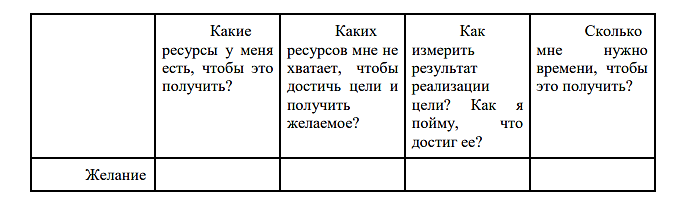 Какие
ресурсы у меня
есть, чтобы это
получить?
Каких
ресурсов мне не
хватает, чтобы
достичь цели и
получить
желаемое?
Как
измерить
результат
реализации
цели? Как я
пойму, что
достиг ее?
Сколько
мне нужно
времени, чтобы
это получить?
Желание